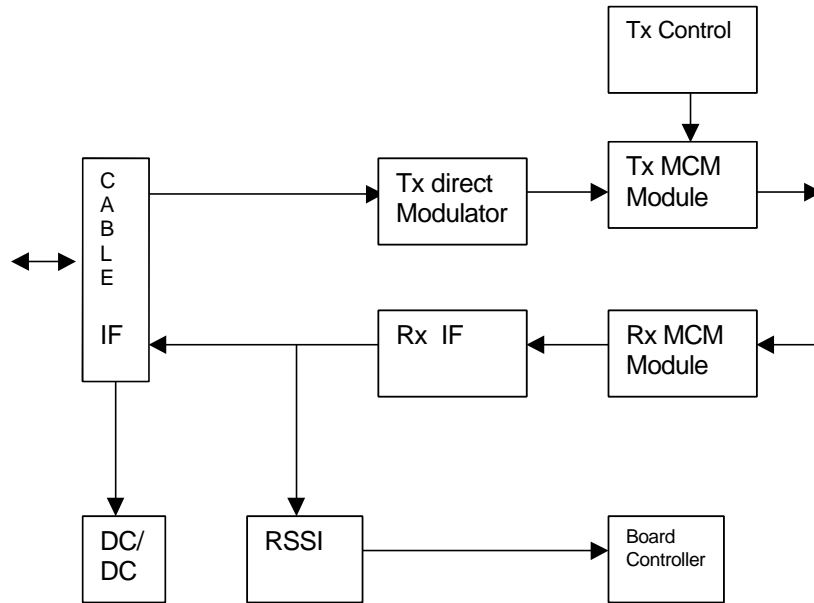 Tx Control
C
A
B
L
E
IF
Tx direct
Modulator
Tx MCM
Module
Rx IF
Rx MCM
Module
DC/
DC
RSSI
Board
Controller